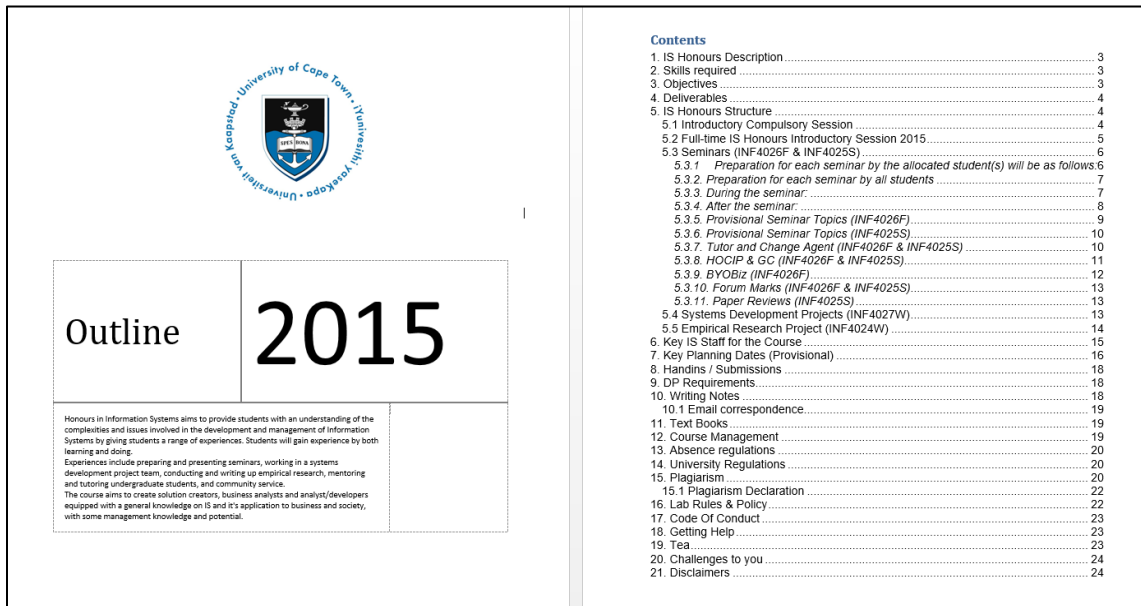 University of Cape Town · iYunivesithi yaseKapa · Universiteit van Kaapstad
SPES BONA
Outline
2015
Honours in Information Systems aims to provide students with an understanding of the
complexities and issues involved in the development and management of Information
Systems by giving students a range of experiences. Students will gain experience by both
learning and doing.
Experiences include preparing and presenting seminars, working in a systems
development project team, conducting and writing up empirical research, mentoring
and tutoring undergraduate students, and community service.
The course aims to create solution creators, business analysts and analyst/developers
equipped with a general knowledge on IS and it's application to business and society,
with some management knowledge and potential.
Contents
1. IS Honours Description 3
2. Skills required 3
3. Objectives 3
4. Deliverables 4
5. IS Honours Structure 4
5.1 Introductory Compulsory Session 4
5.2 Full-time IS Honours Introductory Session 2015 5
5.3 Seminars (INF4026F & INF4025S) 6
5.3.1 Preparation for each seminar by the allocated student(s) will be as follows: 6
5.3.2. Preparation for each seminar by all students 7
5.3.3. During the seminar: 7
5.3.4. After the seminar: 8
5.3.5. Provisional Seminar Topics (INF4026F) 9
5.3.6. Provisional Seminar Topics (INF4025S) 10
5.3.7. Tutor and Change Agent (INF4026F & INF4025S) 10
5.3.8. HOCIP & GC (INF4026F & INF4025S) 11
5.3.9. BYOBiz (INF4026F) 12
5.3.10. Forum Marks (INF4026F & INF4025S) 13
5.3.11. Paper Reviews (INF4025S) 13
5.4 Systems Development Projects (INF4027W) 13
5.5 Empirical Research Project (INF4024W) 14
6. Key IS Staff for the Course 15
7. Key Planning Dates (Provisional) 16
8. Handins / Submissions 18
9. DP Requirements 18
10. Writing Notes 18
10.1 Email correspondence 19
11. Text Books 19
12. Course Management 19
13. Absence regulations 20
14. University Regulations 20
15. Plagiarism 20
15.1 Plagiarism Declaration 22
16. Lab Rules & Policy 22
17. Code Of Conduct 23
18. Getting Help 23
19. Tea 23
20. Challenges to you 24
21. Disclaimers 24